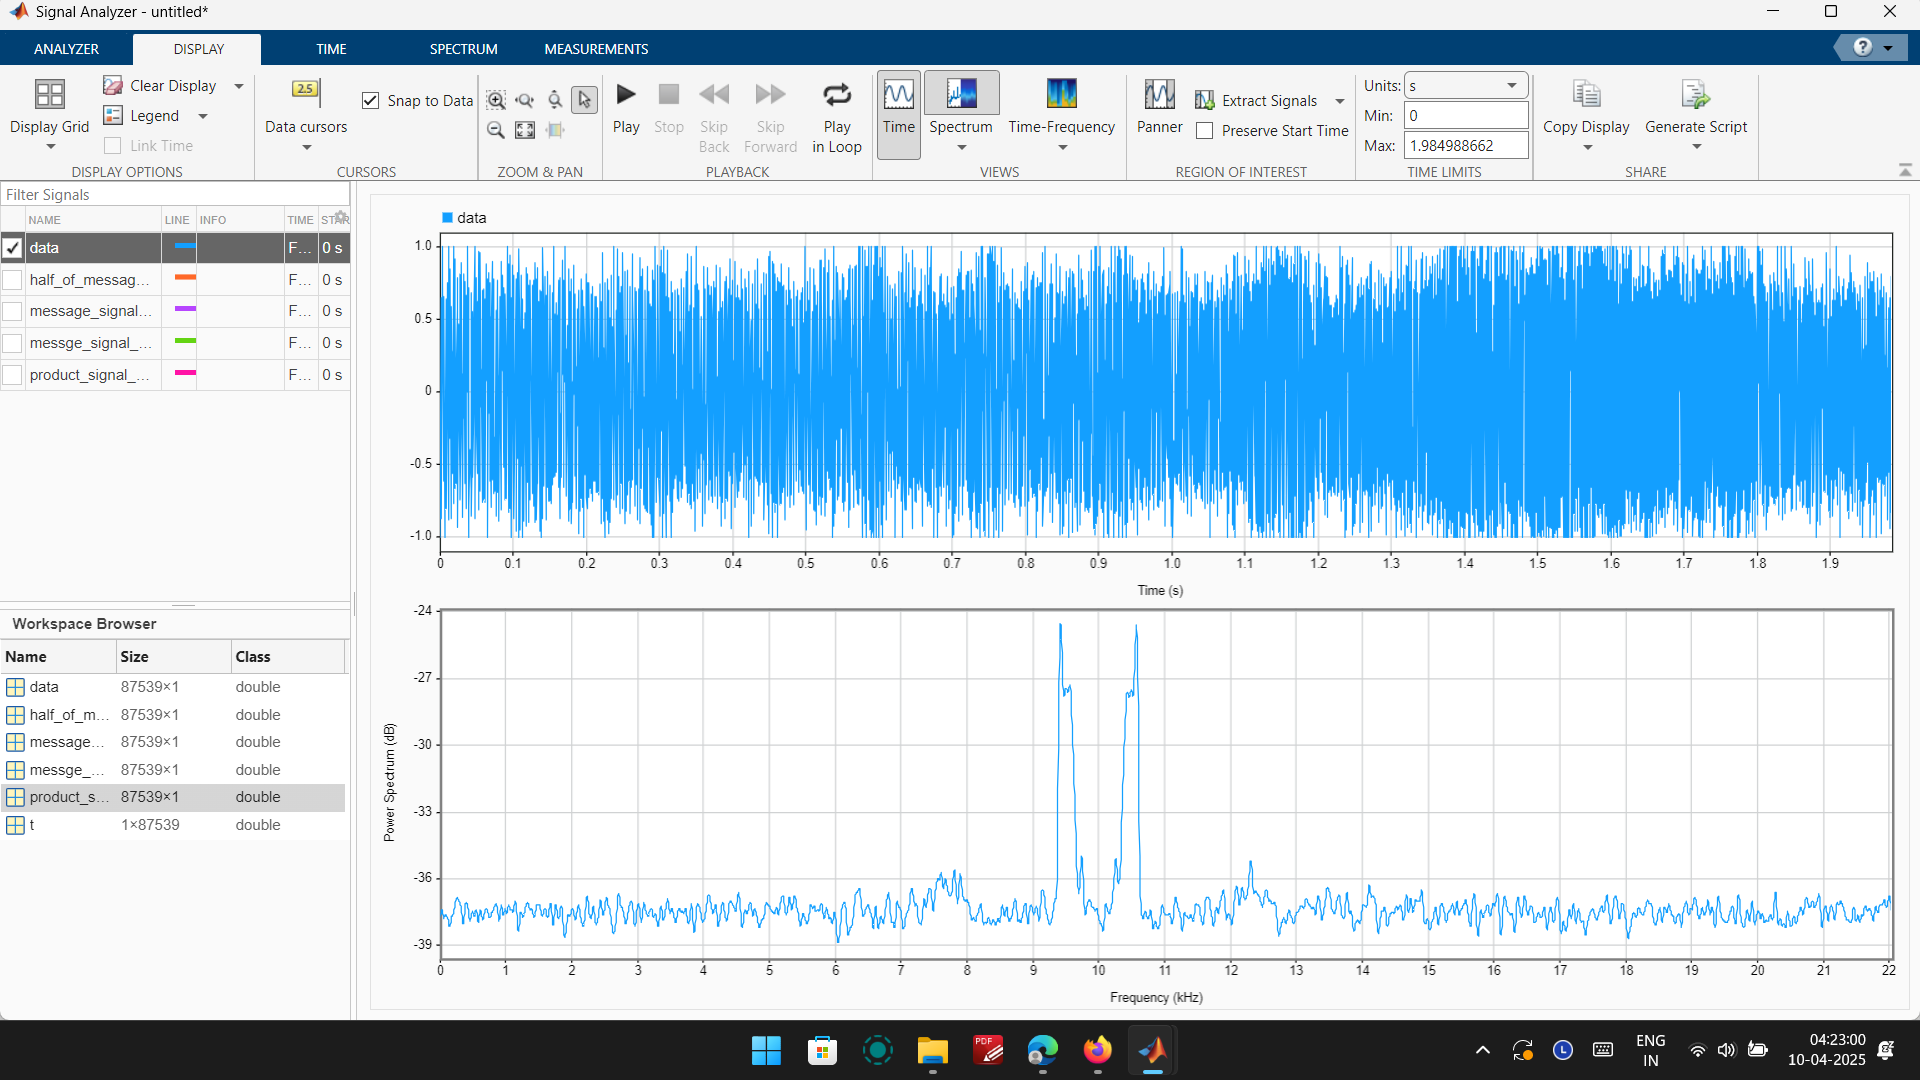 Signal Analyzer - untitled*
ANALYZER DISPLAY TIME SPECTRUM MEASUREMENTS
?
Display Grid
Clear Display
Legend
Link Time
DISPLAY OPTIONS
2.5
Data cursors
Snap to Data
CURSORS
ZOOM & PAN
Play
Stop
Skip
Back
Skip
Forward
Play
in Loop
PLAYBACK
Time
Spectrum
Time-Frequency
VIEWS
Panner
Extract Signals
Preserve Start Time
REGION OF INTEREST
Units: s
Min: 0
Max: 1.984988662
TIME LIMITS
Copy Display
Generate Script
SHARE
Filter Signals
NAME LINE INFO TIME STAR
data F... 0 s
half_of_messag... F... 0 s
message_signal... F... 0 s
messge_signal_... F... 0 s
product_signal_... F... 0 s
Workspace Browser
Name Size Class
data 87539×1 double
half_of_m... 87539×1 double
message... 87539×1 double
messge_... 87539×1 double
product_s... 87539×1 double
t 1×87539 double
data
1.0
0.5
0
-0.5
-1.0
0 0.1 0.2 0.3 0.4 0.5 0.6 0.7 0.8 0.9 1.0 1.1 1.2 1.3 1.4 1.5 1.6 1.7 1.8 1.9
Time (s)
-24
-27
-30
-33
-36
-39
Power Spectrum (dB)
0 1 2 3 4 5 6 7 8 9 10 11 12 13 14 15 16 17 18 19 20 21 22
Frequency (kHz)
PDF
L
ENG
IN
04:23:00
10-04-2025